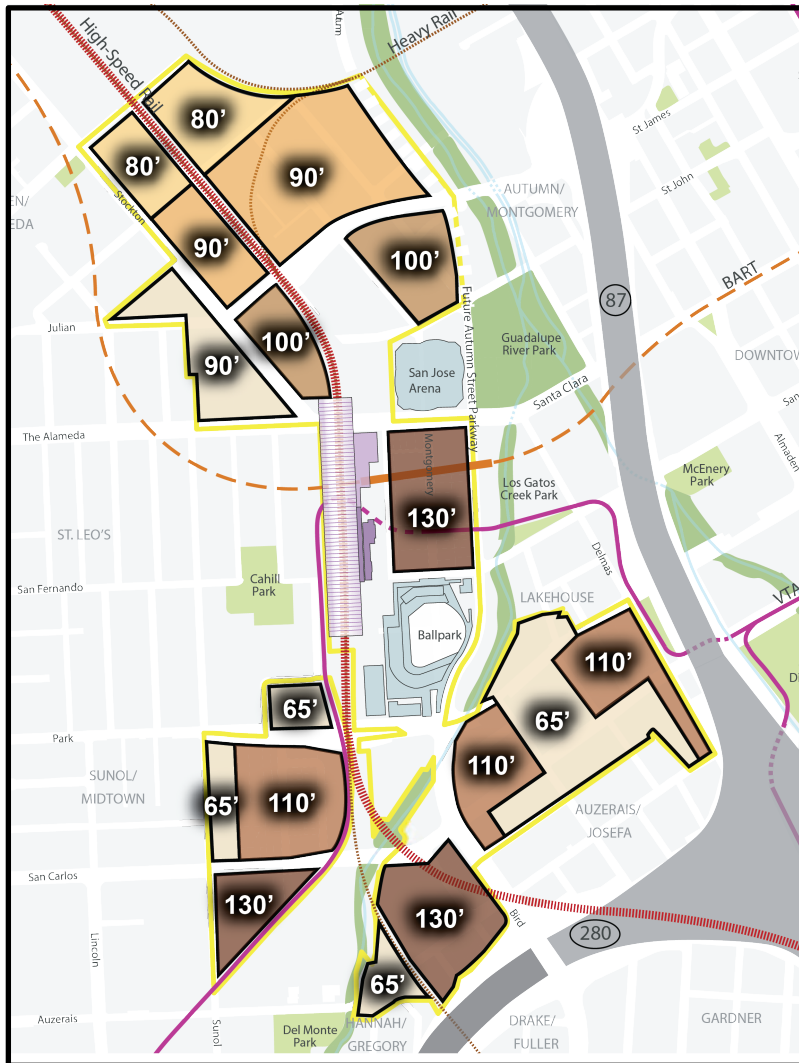 High-Speed Rail
Heavy Rail
80'
80'
90'
90'
Stockton
St James
St John
EN/
EDA
AUTUMN/
MONTGOMERY
100'
87
BART
Julian
100'
90'
Future Autumn Street Parkway
Guadalupe
River Park
San Jose
Arena
DOWNTOW
Santa Clara
San
Almaden
The Alameda
Montgomery
McEnery
Park
Los Gatos
Creek Park
130'
ST. LEO'S
Delmas
San Fernando
Cahill
Park
LAKEHOUSE
VTA
Ballpark
110'
Di
65'
65'
Park
110'
SUNOL/
MIDTOWN
65'
110'
AUZERAIS/
JOSEFA
San Carlos
130'
130'
Bird
280
Lincoln
65'
Auzerais
Sunol
Del Monte
Park
HANNAH/
GREGORY
DRAKE/
FULLER
GARDNER